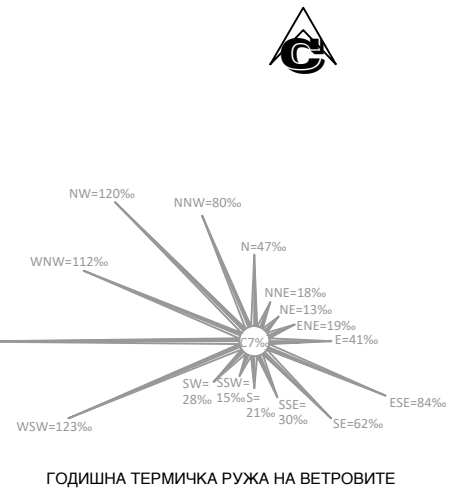 С
NW=120‰
NNW=80‰
N=47‰
WNW=112‰
NNE=18‰
NE=13‰
ENE=19‰
E=41‰
C7‰
SW=
28‰
SSW=
15‰
S=
21‰
SSE=
30‰
ESE=84‰
SE=62‰
WSW=123‰
ГОДИШНА ТЕРМИЧКА РУЖА НА ВЕТРОВИТЕ